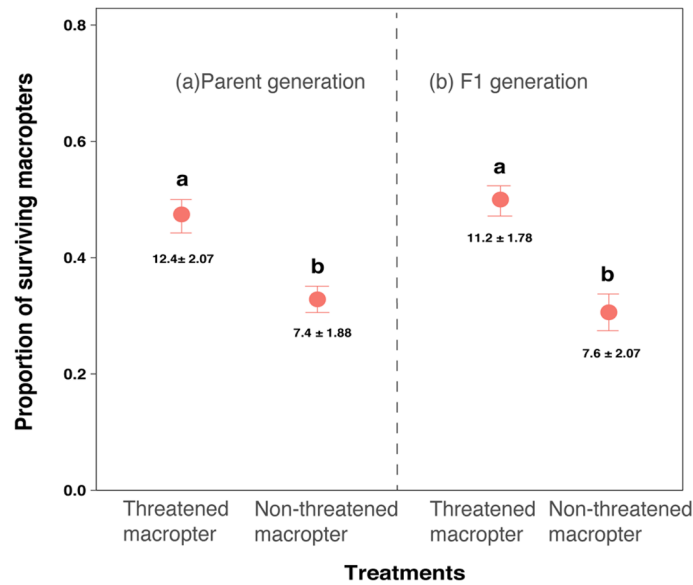 Proportion of surviving macropters
0.8
0.6
0.4
0.2
0.0
(a)Parent generation
(b) F1 generation
a
12.4± 2.07
b
7.4 ± 1.88
a
11.2 ± 1.78
b
7.6 ± 2.07
Threatened
macropter
Non-threatened
macropter
Threatened
macropter
Non-threatened
macropter
Treatments